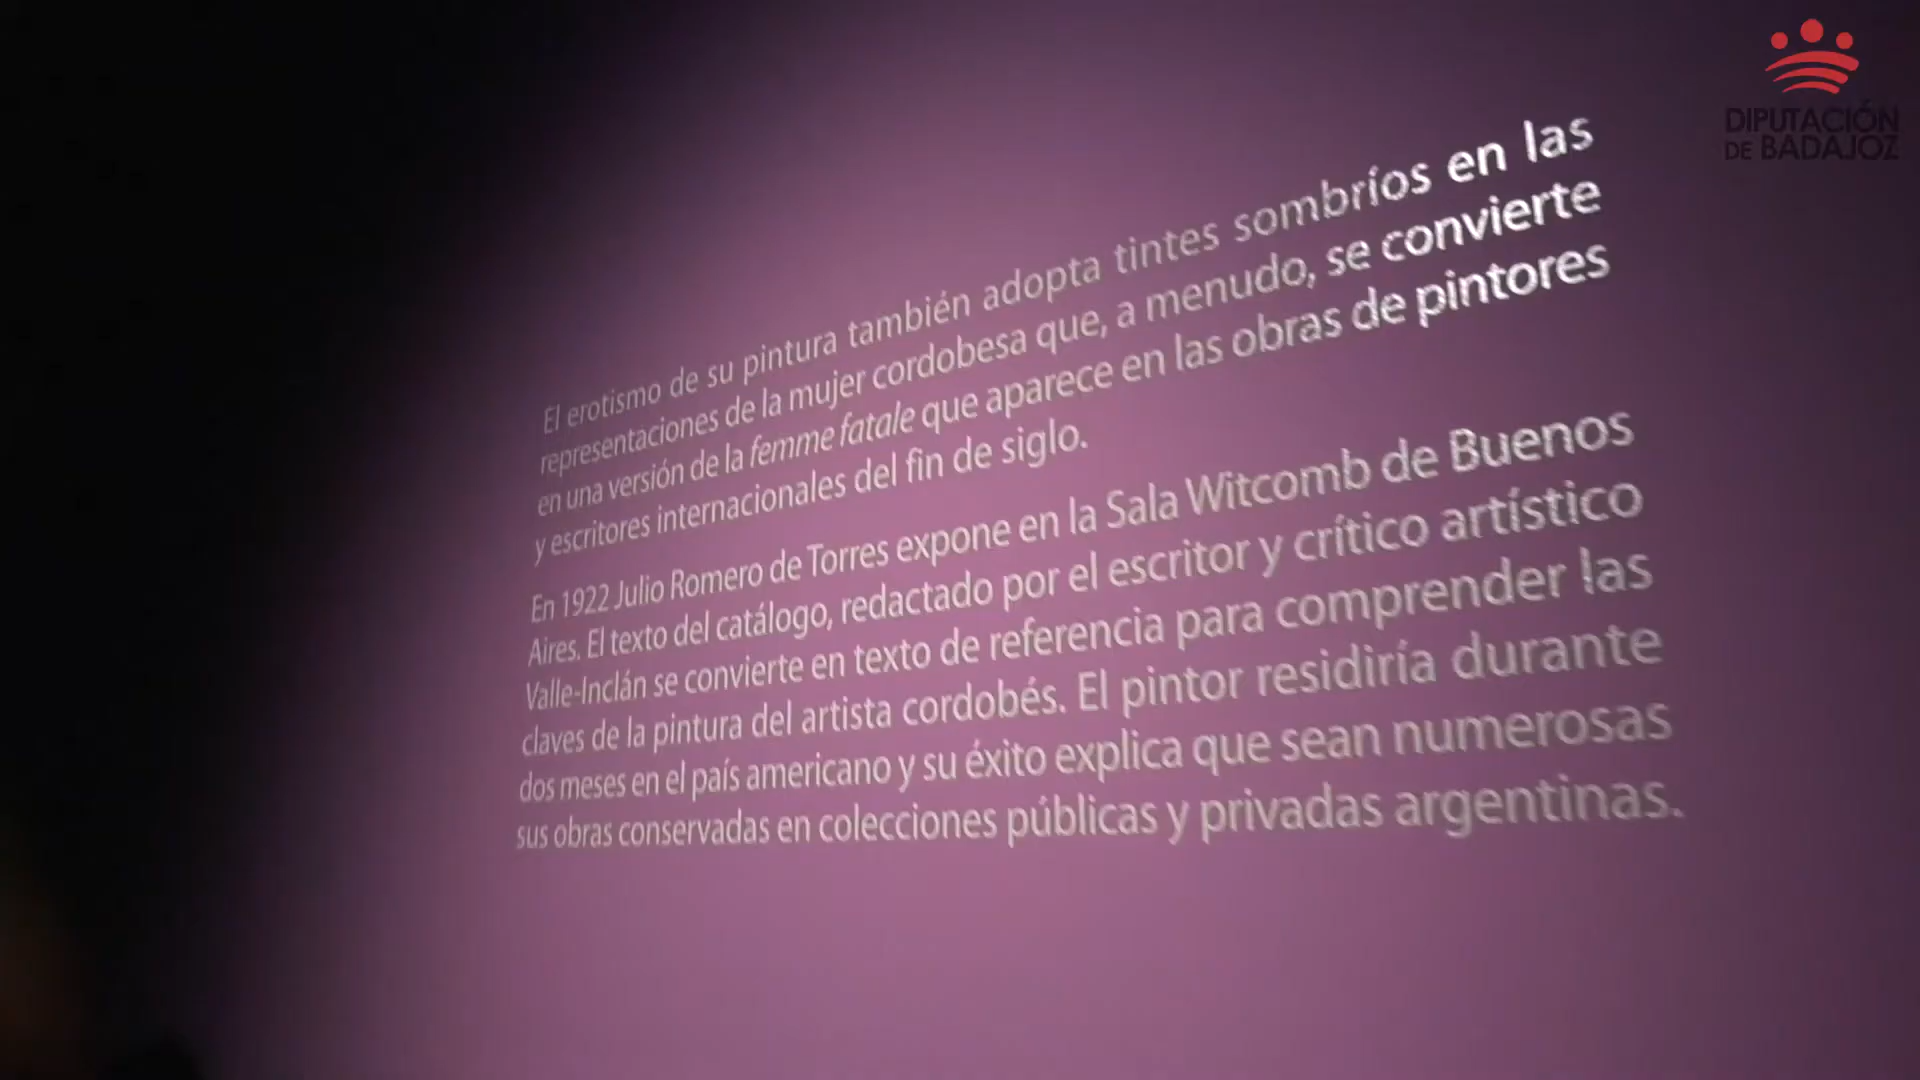 DIPUTACIÓN
DE BADAJOZ
El erotismo de su pintura también adopta tintes sombríos en las
representaciones de la mujer cordobesa que, a menudo, se convierte
en una versión de la femme fatale que aparece en las obras de pintores
y escritores internacionales del fin de siglo.
En 1922 Julio Romero de Torres expone en la Sala Witcomb de Buenos
Aires. El texto del catálogo, redactado por el escritor y crítico artístico
Valle-Inclán se convierte en texto de referencia para comprender las
claves de la pintura del artista cordobés. El pintor residiría durante
dos meses en el país americano y su éxito explica que sean numerosas
sus obras conservadas en colecciones públicas y privadas argentinas.